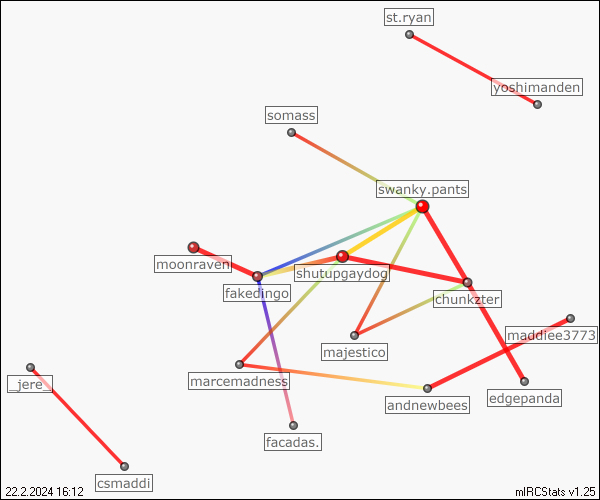 st.ryan
yoshimanden
somass
swanky.pants
moonraven
shutupgaydog
fakedingo
chunkzter
maddiee3773
majestico
_jere_
marcemadness
andnewbees
edgepanda
facadas.
csmaddi
22.2.2024 16:12
mIRCStats v1.25